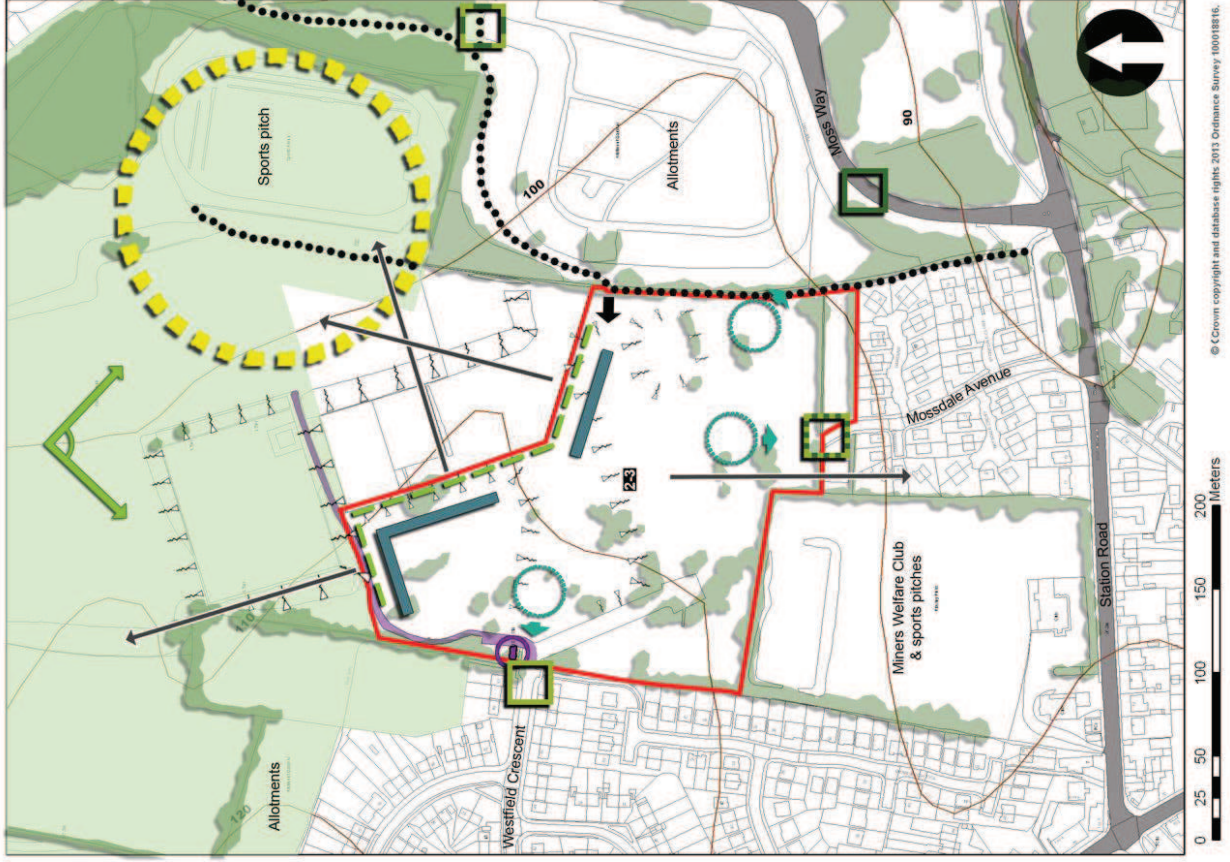 Sports pitch
100
Allotments
Moss Way
90
110
120
Allotments
Westfield Crescent
2-3
Mossdale Avenue
Miners Welfare Club
& sports pitches
Station Road
0 25 50 100 150 200
Meters
© Crown copyright and database rights 2013 Ordnance Survey 100018816.